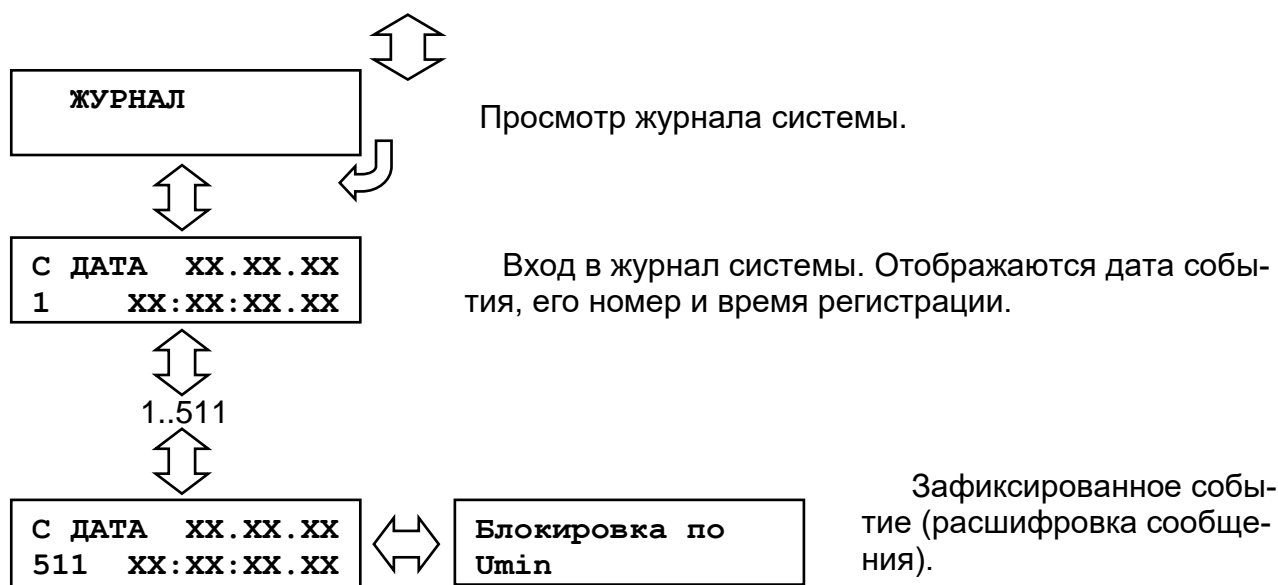 ЖУРНАЛ
Просмотр журнала системы.
С ДАТА XX.XX.XX
1 XX:XX:XX.XX
Вход в журнал системы. Отображаются дата собы-
тия, его номер и время регистрации.
1..511
С ДАТА XX.XX.XX
511 XX:XX:XX.XX
Блокировка по
Umin
Зафиксированное собы-
тие (расшифровка сообще-
ния).